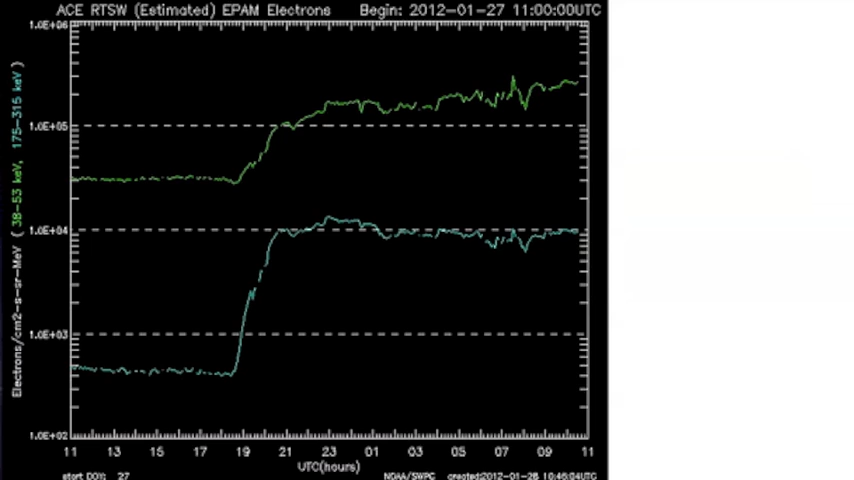 ACE RTSW (Estimated) EPAM Electrons Begin: 2012-01-27 11:00:00UTC
Electrons/cm2-s-sr-MeV ( 38-53 keV, 175-315 keV )
1.0E+06
1.0E+05
1.0E+04
1.0E+03
1.0E+02
11 13 15 17 19 21 23 01 03 05 07 09 11
UTC(hours)
start DOY: 27 NOAA/SWPC created:2012-01-28 10:46:04UTC